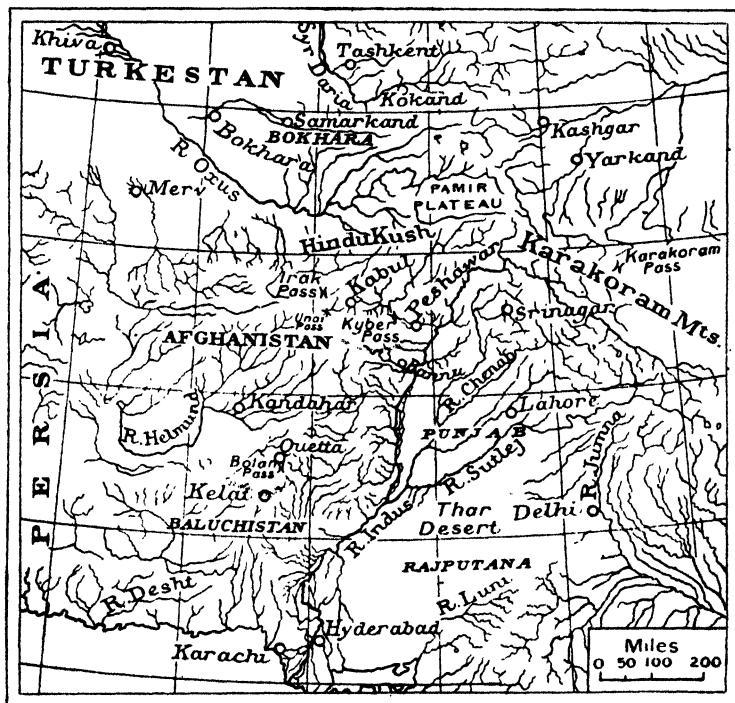 Khiva
TURKESTAN
Syr Daria
Tashkent
Kokand
Samarkand
BOKHARA
Bokhara
R Oxus
Kashgar
Yarkand
Merv
PAMIR
PLATEAU
Hindu Kush
Karakoram Mts.
Karakoram
Pass
Irak
Pass
Kabul
Peshawar
Unai
Pass
Kyber
Pass
Srinagar
AFGHANISTAN
PERSIA
Bannu
R. Chenab
Kandahar
R. Helmund
Lahore
PUNJAB
R. Sutlej
R. Jumna
Quetta
Bolan
Pass
Kelat
BALUCHISTAN
R. Indus
Thar
Desert
Delhi
RAJPUTANA
R. Desht
R. Luni
Hyderabad
Karachi
Miles
0 50 100 200